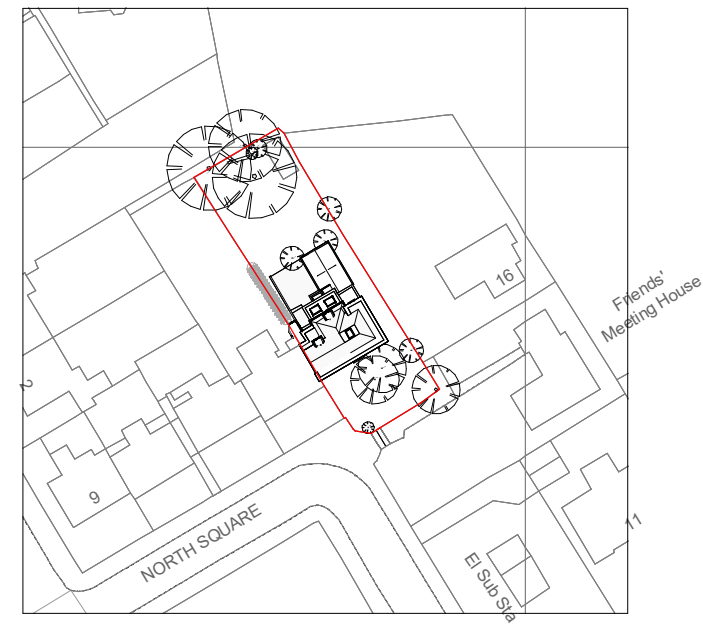 16
Friends'
Meeting House
2
9
NORTH SQUARE
11
El Sub Sta